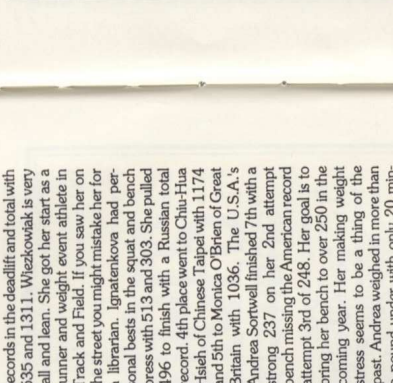 records in the deadlift and total with
535 and 1311. Wiezkowiak is very
tall and lean. She got her start as a
runner and weight event athlete in
Track and Field. If you saw her on
the street you might mistake her for
a librarian. Ignatenkova had per-
sonal bests in the squat and bench
press with 513 and 303. She pulled
496 to finish with a Russian total
record. 4th place went to Chiu-Hua
Hsieh of Chinese Taipei with 1174
and 5th to Monica O'Brien of Great
Britain with 1036. The U.S.A.'s
Andrea Sortwell finished 7th with a
strong 237 on her 2nd attempt
bench missing the American record
attempt 3rd of 248. Her goal is to
bring her bench to over 250 in the
coming year. Her making weight
stress seems to be a thing of the
past. Andrea weighed in more than
pound under with only 20 min-